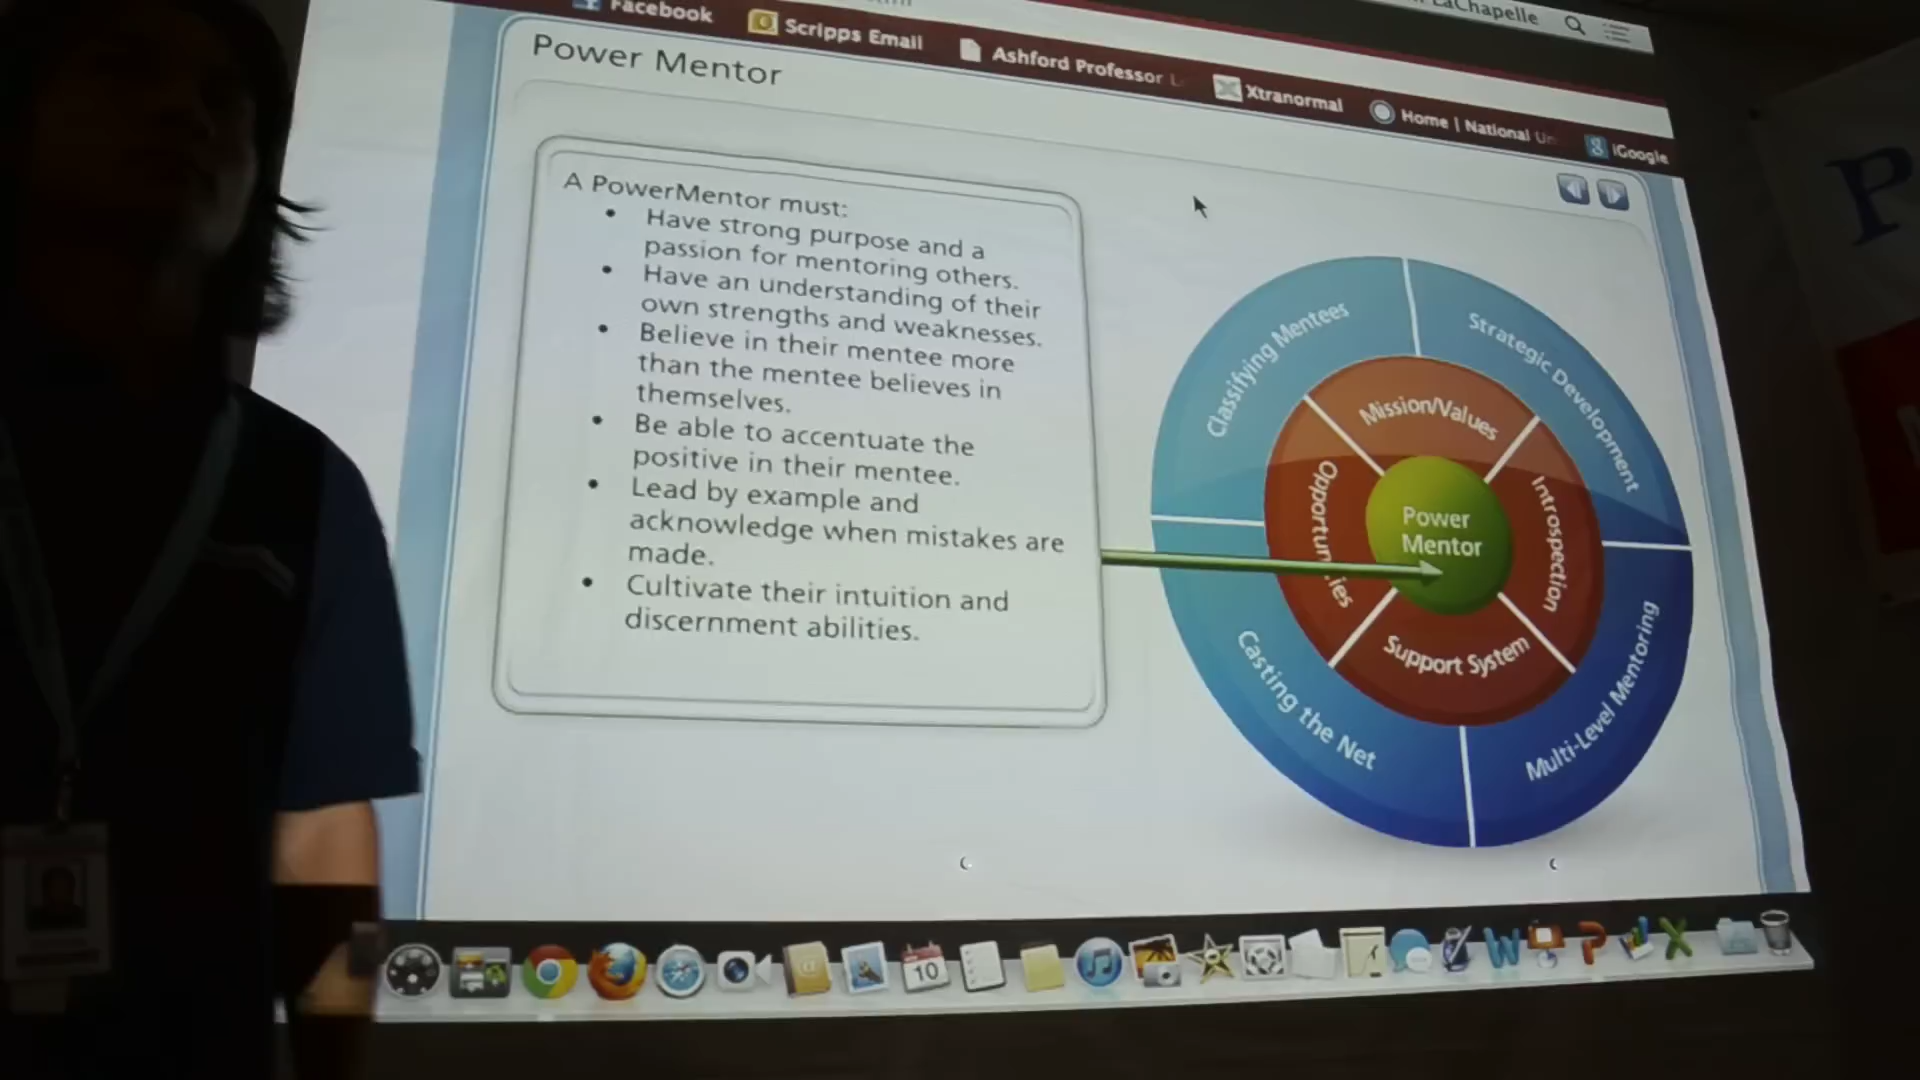 LaChapelle
Facebook
Scripps Email
Ashford Professor
Xtranormal
Home | National Un
iGoogle
Power Mentor
A PowerMentor must:
• Have strong purpose and a
passion for mentoring others.
• Have an understanding of their
own strengths and weaknesses.
• Believe in their mentee more
than the mentee believes in
themselves.
• Be able to accentuate the
positive in their mentee.
• Lead by example and
acknowledge when mistakes are
made.
• Cultivate their intuition and
discernment abilities.
Classifying Mentees
Strategic Development
Mission/Values
Opportunities
Introspection
Power
Mentor
Support System
Casting the Net
Multi-Level Mentoring
10
P